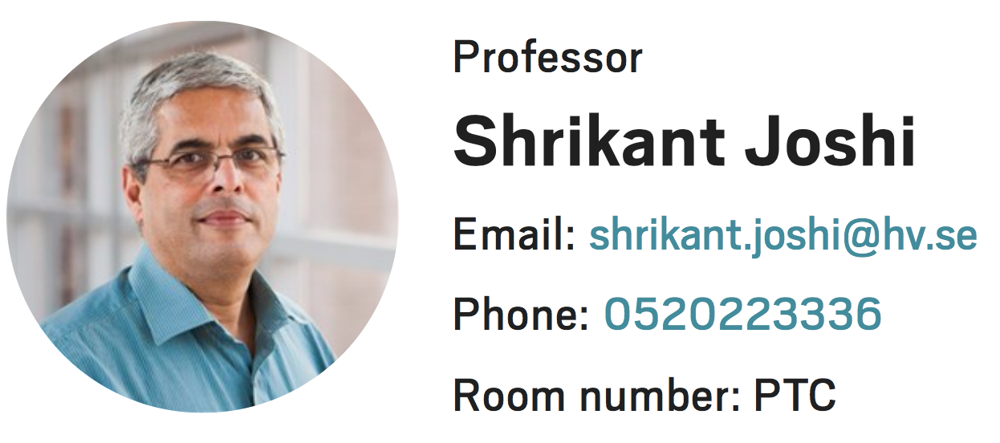 Professor
Shrikant Joshi
Email: shrikant.joshi@hv.se
Phone: 0520223336
Room number: PTC